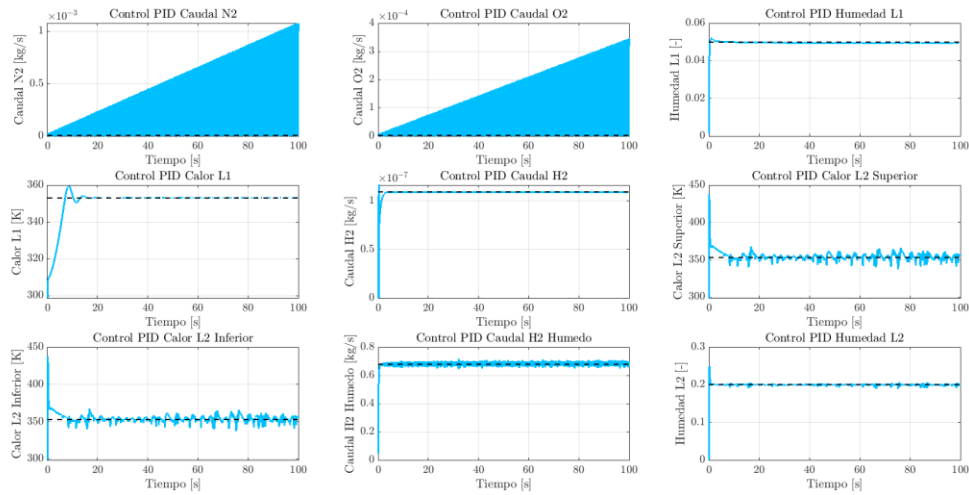 Control PID Caudal N2
×10⁻³
Caudal N2 [kg/s]
1
0.5
0
0 20 40 60 80 100
Tiempo [s]
Control PID Caudal O2
×10⁻⁴
Caudal O2 [kg/s]
4
3
2
1
0
0 20 40 60 80 100
Tiempo [s]
Control PID Humedad L1
Humedad L1 [-]
0.06
0.04
0.02
0
0 20 40 60 80 100
Tiempo [s]
Control PID Calor L1
Calor L1 [K]
360
340
320
300
0 20 40 60 80 100
Tiempo [s]
Control PID Caudal H2
×10⁻⁷
Caudal H2 [kg/s]
1
0.5
0
0 20 40 60 80 100
Tiempo [s]
Control PID Calor L2 Superior
Calor L2 Superior [K]
450
400
350
300
0 20 40 60 80 100
Tiempo [s]
Control PID Calor L2 Inferior
Calor L2 Inferior [K]
450
400
350
300
0 20 40 60 80 100
Tiempo [s]
Control PID Caudal H2 Humedo
Caudal H2 Humedo [kg/s]
0.8
0.6
0.4
0.2
0
0 20 40 60 80 100
Tiempo [s]
Control PID Humedad L2
Humedad L2 [-]
0.3
0.2
0.1
0
0 20 40 60 80 100
Tiempo [s]